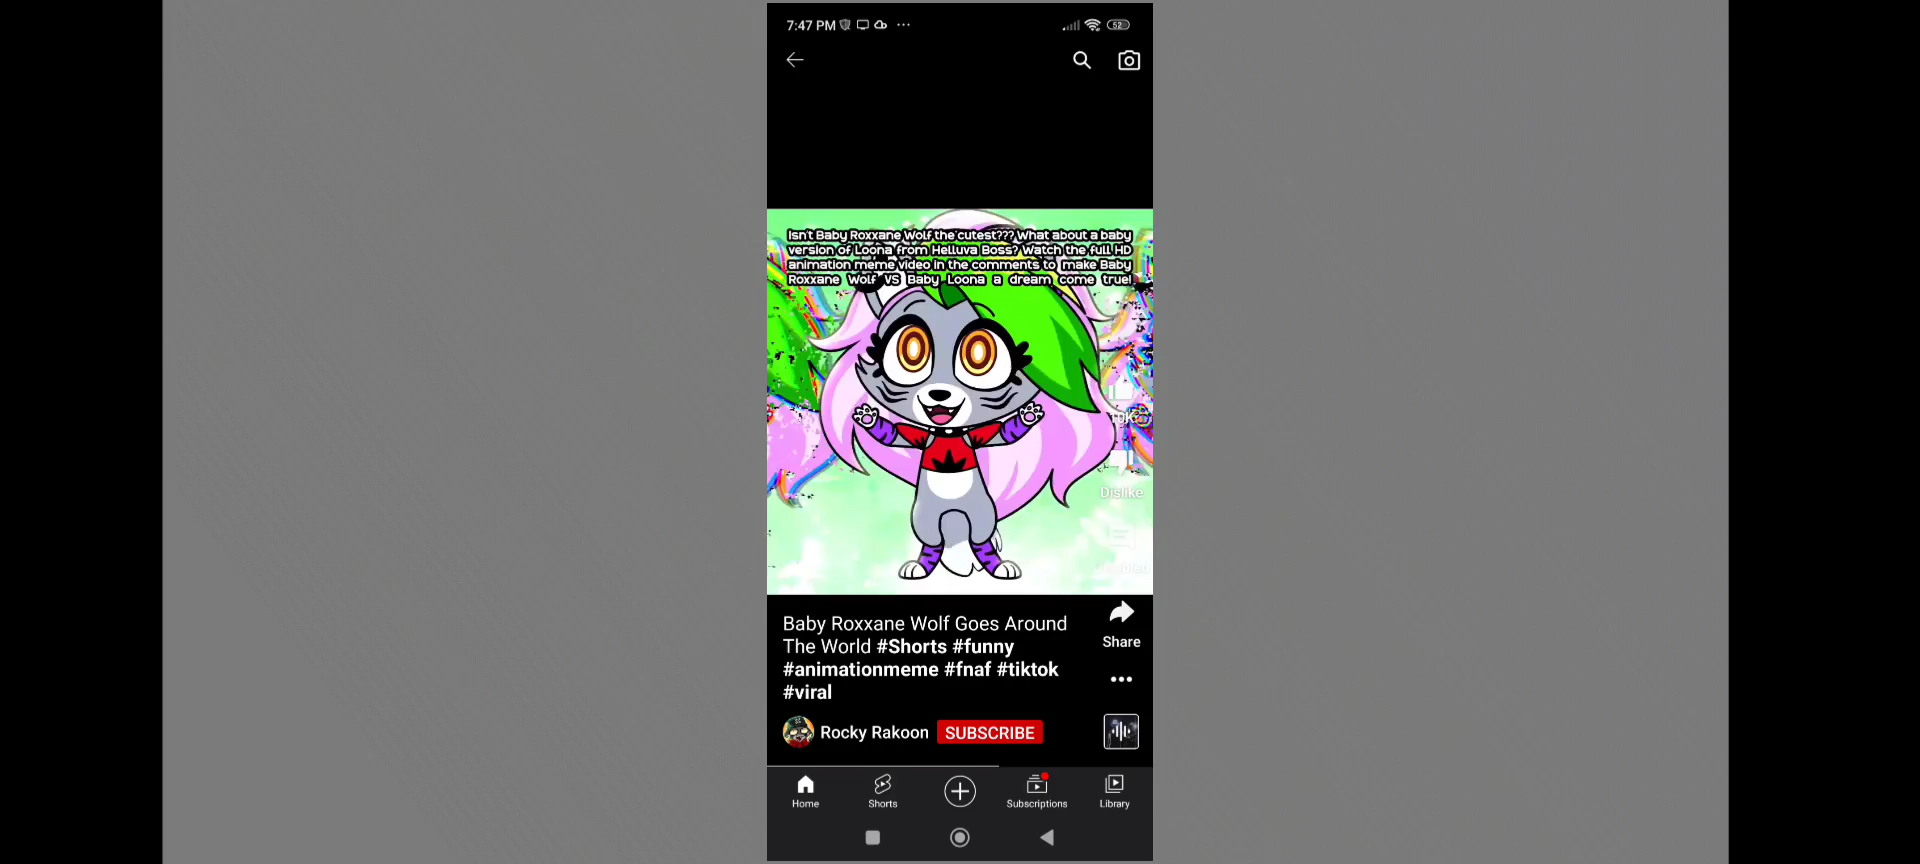 7:47 PM
52
Isn't Baby Roxxane Wolf the cutest??? What about a baby
version of Loona from Helluva Boss? Watch the full HD
animation meme video in the comments to make Baby
Roxxane Wolf VS Baby Loona a dream come true!
10K
Dislike
Baby Roxxane Wolf Goes Around
The World #Shorts #funny
#animationmeme #fnaf #tiktok
#viral
Share
Rocky Rakoon SUBSCRIBE
Home Shorts Subscriptions Library